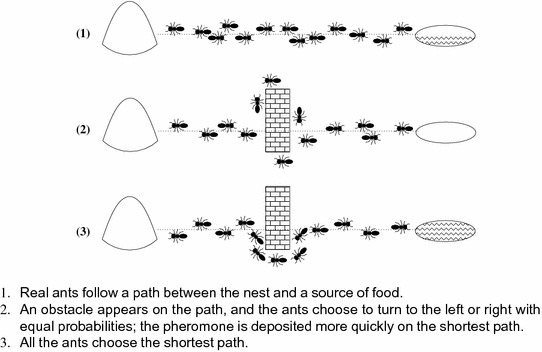 (1)
(2)
(3)
1. Real ants follow a path between the nest and a source of food.
2. An obstacle appears on the path, and the ants choose to turn to the left or right with
equal probabilities; the pheromone is deposited more quickly on the shortest path.
3. All the ants choose the shortest path.